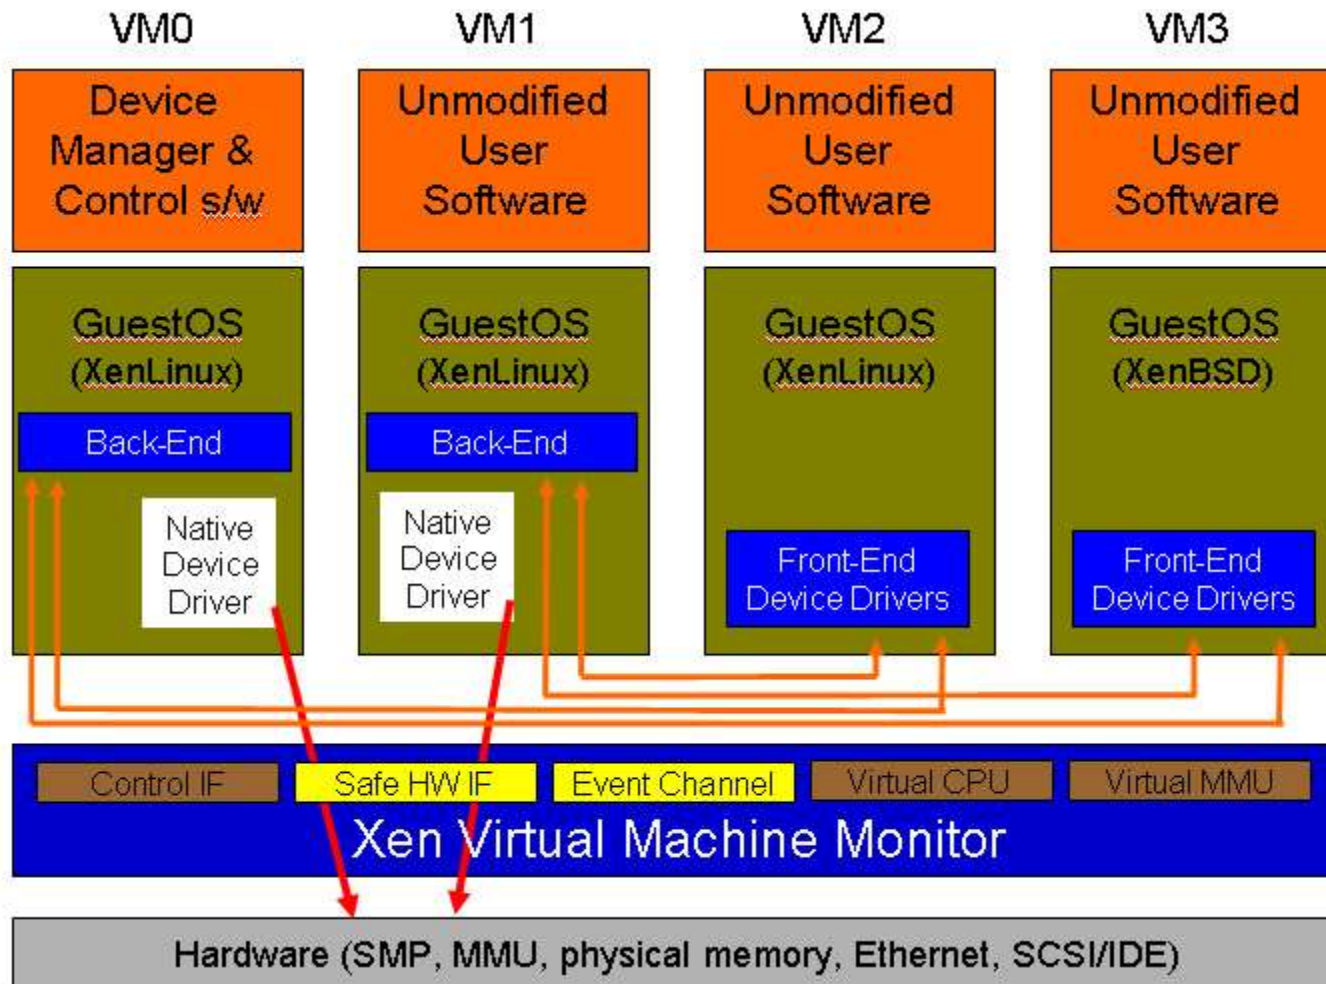 VM0 VM1 VM2 VM3
Device
Manager &
Control s/w
Unmodified
User
Software
Unmodified
User
Software
Unmodified
User
Software
GuestOS
(XenLinux)
Back-End
Native
Device
Driver
GuestOS
(XenLinux)
Back-End
Native
Device
Driver
GuestOS
(XenLinux)
Front-End
Device Drivers
GuestOS
(XenBSD)
Front-End
Device Drivers
Control IF Safe HW IF Event Channel Virtual CPU Virtual MMU
Xen Virtual Machine Monitor
Hardware (SMP, MMU, physical memory, Ethernet, SCSI/IDE)